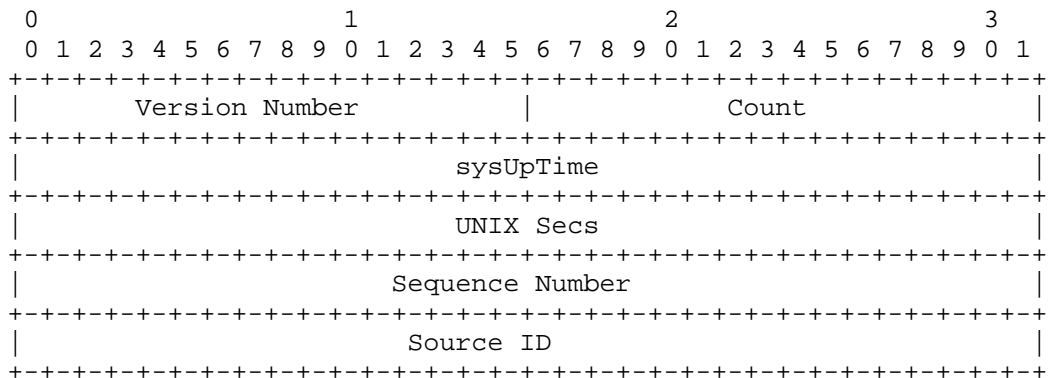 0                   1                   2                   3
 0 1 2 3 4 5 6 7 8 9 0 1 2 3 4 5 6 7 8 9 0 1 2 3 4 5 6 7 8 9 0 1
+-+-+-+-+-+-+-+-+-+-+-+-+-+-+-+-+-+-+-+-+-+-+-+-+-+-+-+-+-+-+-+-+
|       Version Number          |            Count              |
+-+-+-+-+-+-+-+-+-+-+-+-+-+-+-+-+-+-+-+-+-+-+-+-+-+-+-+-+-+-+-+-+
|                           sysUpTime                           |
+-+-+-+-+-+-+-+-+-+-+-+-+-+-+-+-+-+-+-+-+-+-+-+-+-+-+-+-+-+-+-+-+
|                           UNIX Secs                           |
+-+-+-+-+-+-+-+-+-+-+-+-+-+-+-+-+-+-+-+-+-+-+-+-+-+-+-+-+-+-+-+-+
|                       Sequence Number                         |
+-+-+-+-+-+-+-+-+-+-+-+-+-+-+-+-+-+-+-+-+-+-+-+-+-+-+-+-+-+-+-+-+
|                        Source ID                              |
+-+-+-+-+-+-+-+-+-+-+-+-+-+-+-+-+-+-+-+-+-+-+-+-+-+-+-+-+-+-+-+-+